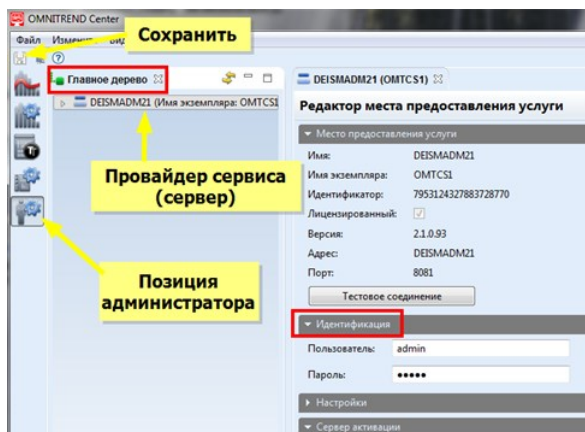 OMNITREND Center
Файл
Сохранить
Главное дерево
DEISMADM21 (Имя экземпляра: OMTCS1
Провайдер сервиса
(сервер)
Позиция
администратора
DEISMADM21 (OMTCS1)
Редактор места предоставления услуги
Место предоставления услуги
Имя: DEISMADM21
Имя экземпляра: OMTCS1
Идентификатор: 7953124327883728770
Лицензированный:
Версия: 2.1.0.93
Адрес: DEISMADM21
Порт: 8081
Тестовое соединение
Идентификация
Пользователь: admin
Пароль: •••••
Настройки
Сервер активации